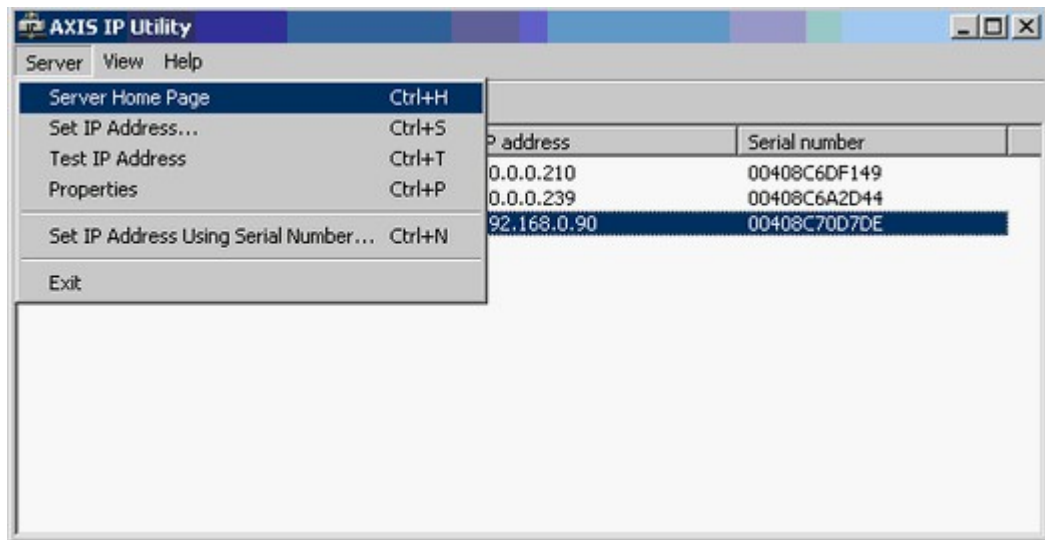 AXIS IP Utility
Server View Help
Server Home Page Ctrl+H
Set IP Address... Ctrl+S
Test IP Address Ctrl+T
Properties Ctrl+P
Set IP Address Using Serial Number... Ctrl+N
Exit
P address Serial number
0.0.0.210 00408C6DF149
0.0.0.239 00408C6A2D44
92.168.0.90 00408C70D7DE